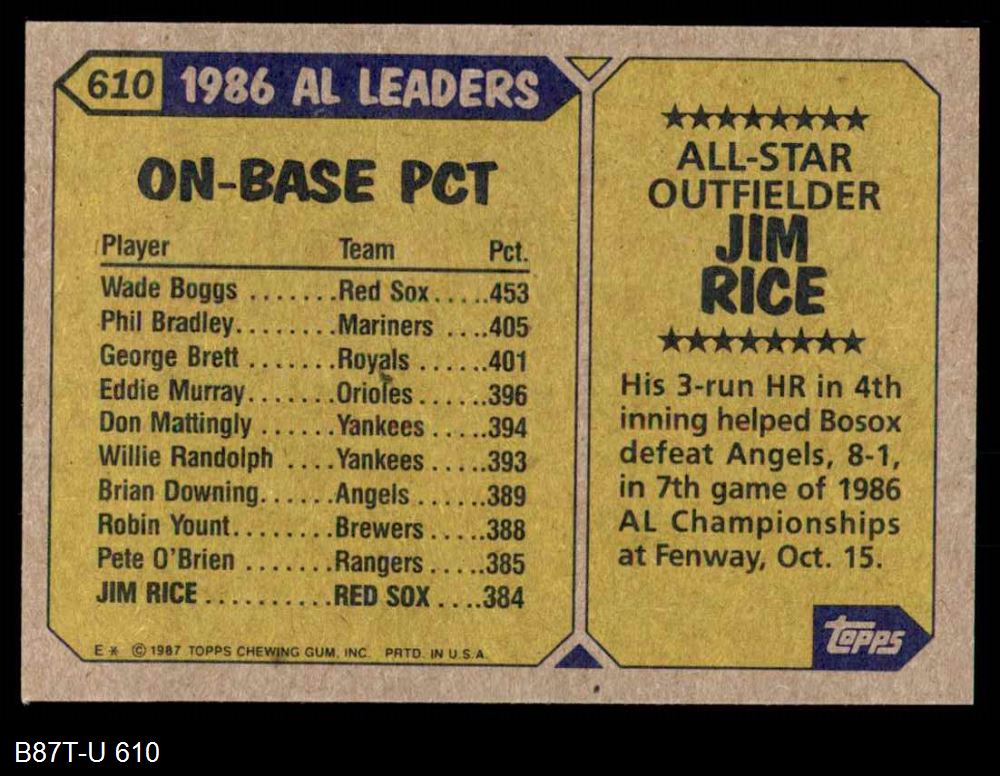 610 1986 AL LEADERS
ON-BASE PCT
Player Team Pct.
Wade Boggs .......Red Sox.....453
Phil Bradley........Mariners ....405
George Brett .......Royals ......401
Eddie Murray.......Orioles......396
Don Mattingly ......Yankees.....394
Willie Randolph ....Yankees.....393
Brian Downing......Angels......389
Robin Yount........Brewers.....388
Pete O'Brien .......Rangers.....385
JIM RICE..........RED SOX....384
E* © 1987 TOPPS CHEWING GUM, INC. PRTD. IN U.S.A.
ALL-STAR
OUTFIELDER
JIM
RICE
His 3-run HR in 4th
inning helped Bosox
defeat Angels, 8-1,
in 7th game of 1986
AL Championships
at Fenway, Oct. 15.
topps
B87T-U 610